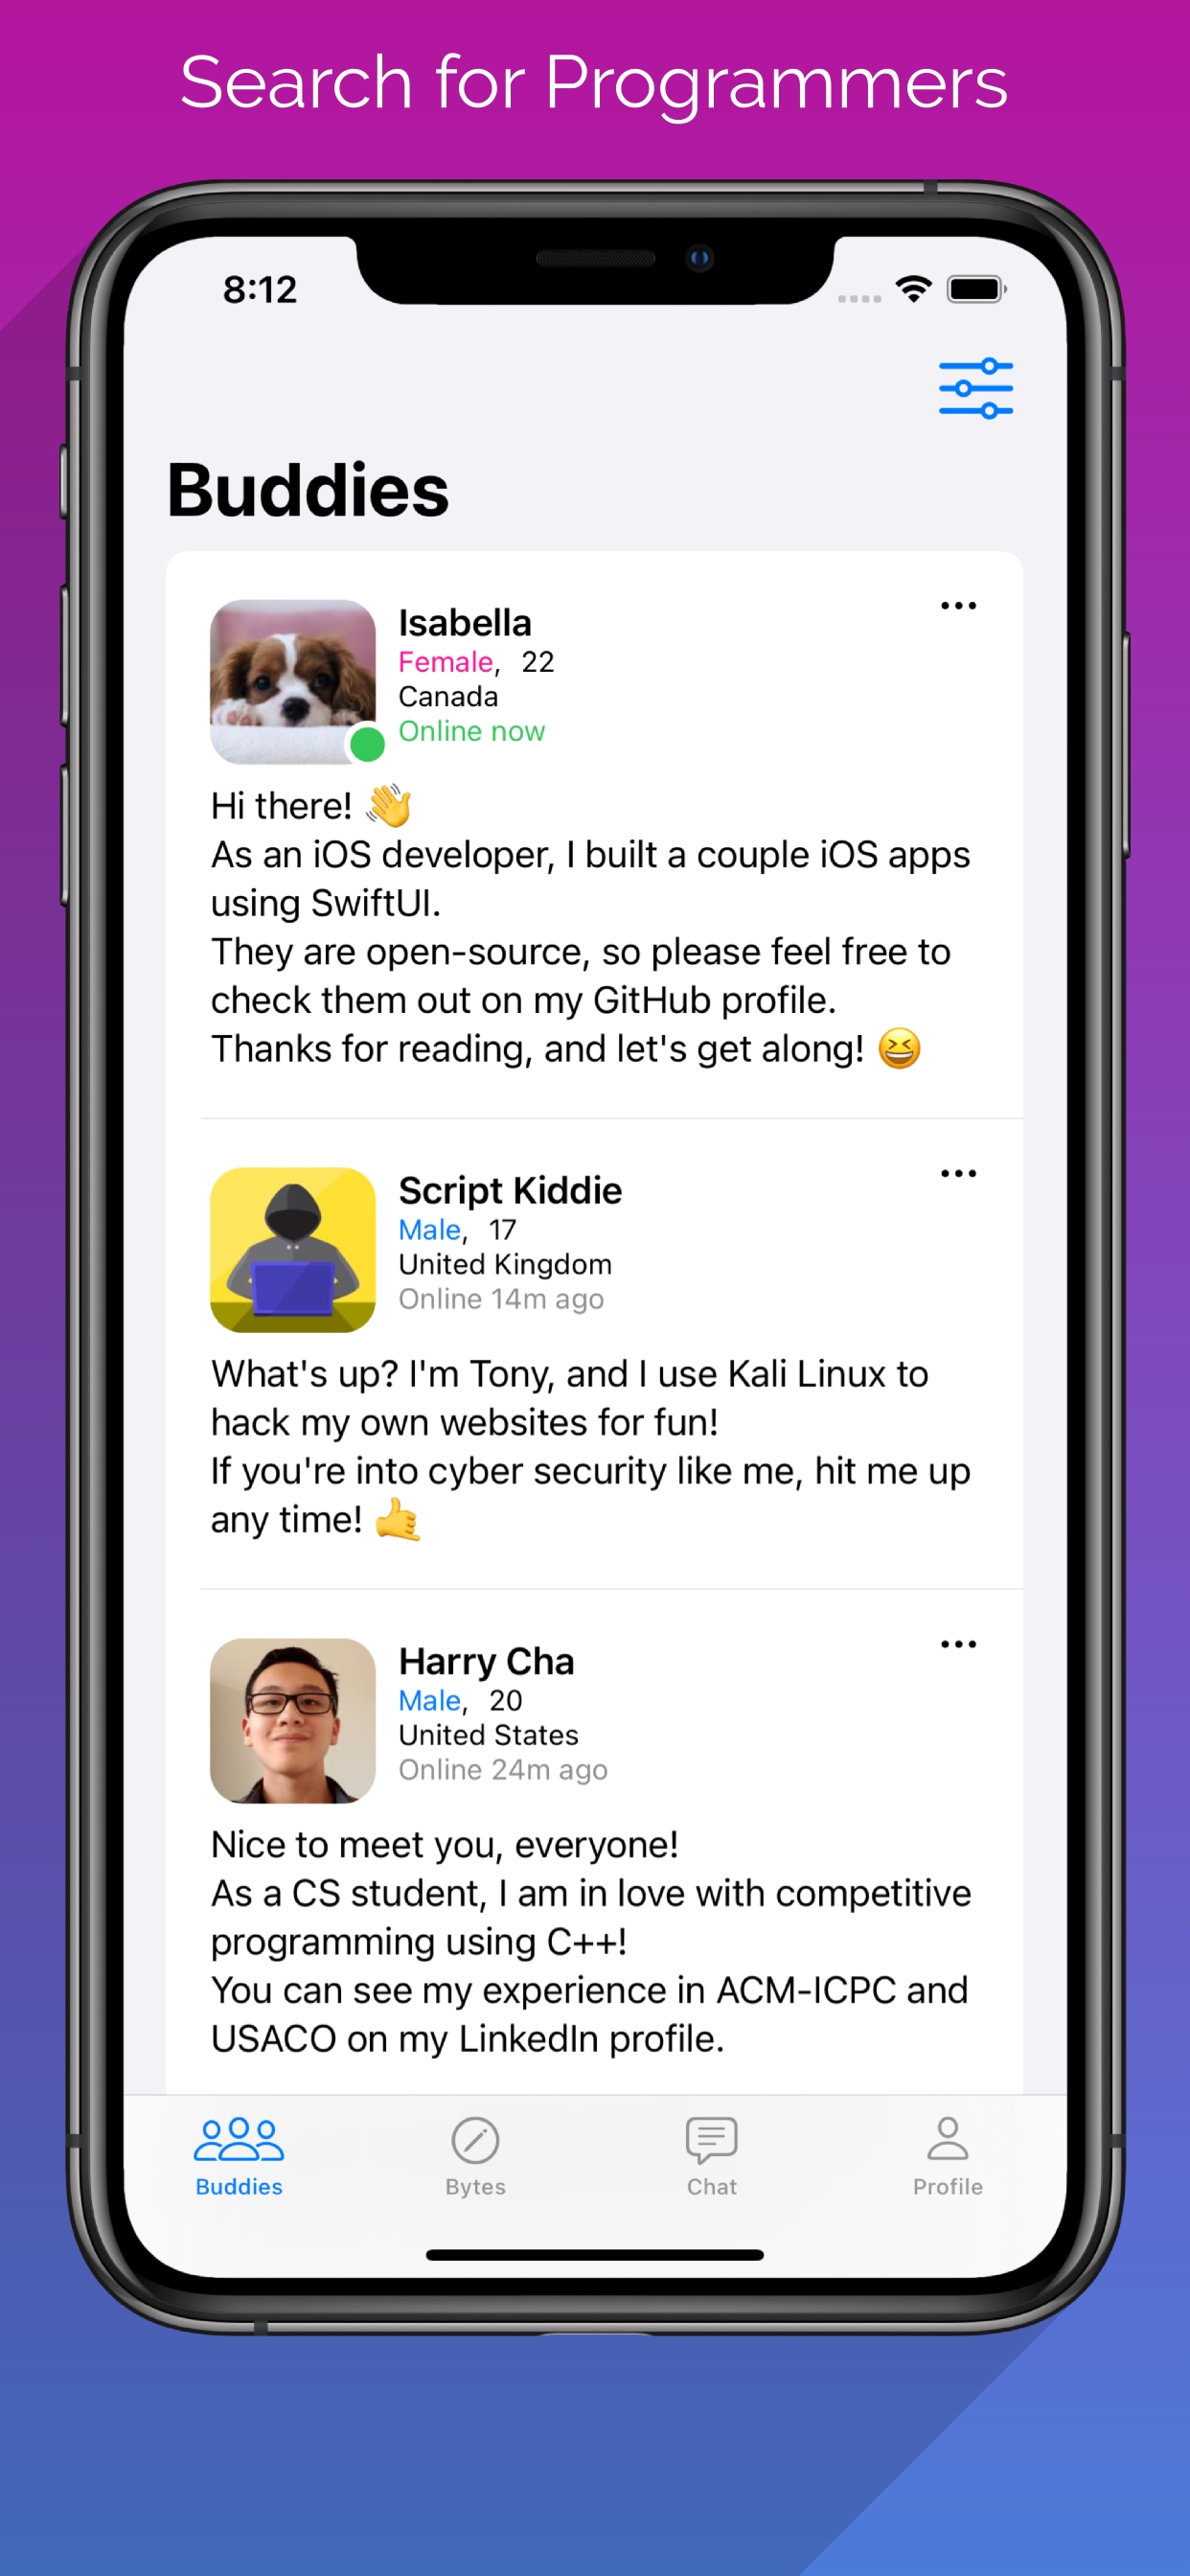 Search for Programmers
8:12
Buddies
Isabella
Female, 22
Canada
Online now
Hi there! 👋
As an iOS developer, I built a couple iOS apps
using SwiftUI.
They are open-source, so please feel free to
check them out on my GitHub profile.
Thanks for reading, and let's get along! 😆
Script Kiddie
Male, 17
United Kingdom
Online 14m ago
What's up? I'm Tony, and I use Kali Linux to
hack my own websites for fun!
If you're into cyber security like me, hit me up
any time! 🤙
Harry Cha
Male, 20
United States
Online 24m ago
Nice to meet you, everyone!
As a CS student, I am in love with competitive
programming using C++!
You can see my experience in ACM-ICPC and
USACO on my LinkedIn profile.
Buddies
Bytes
Chat
Profile